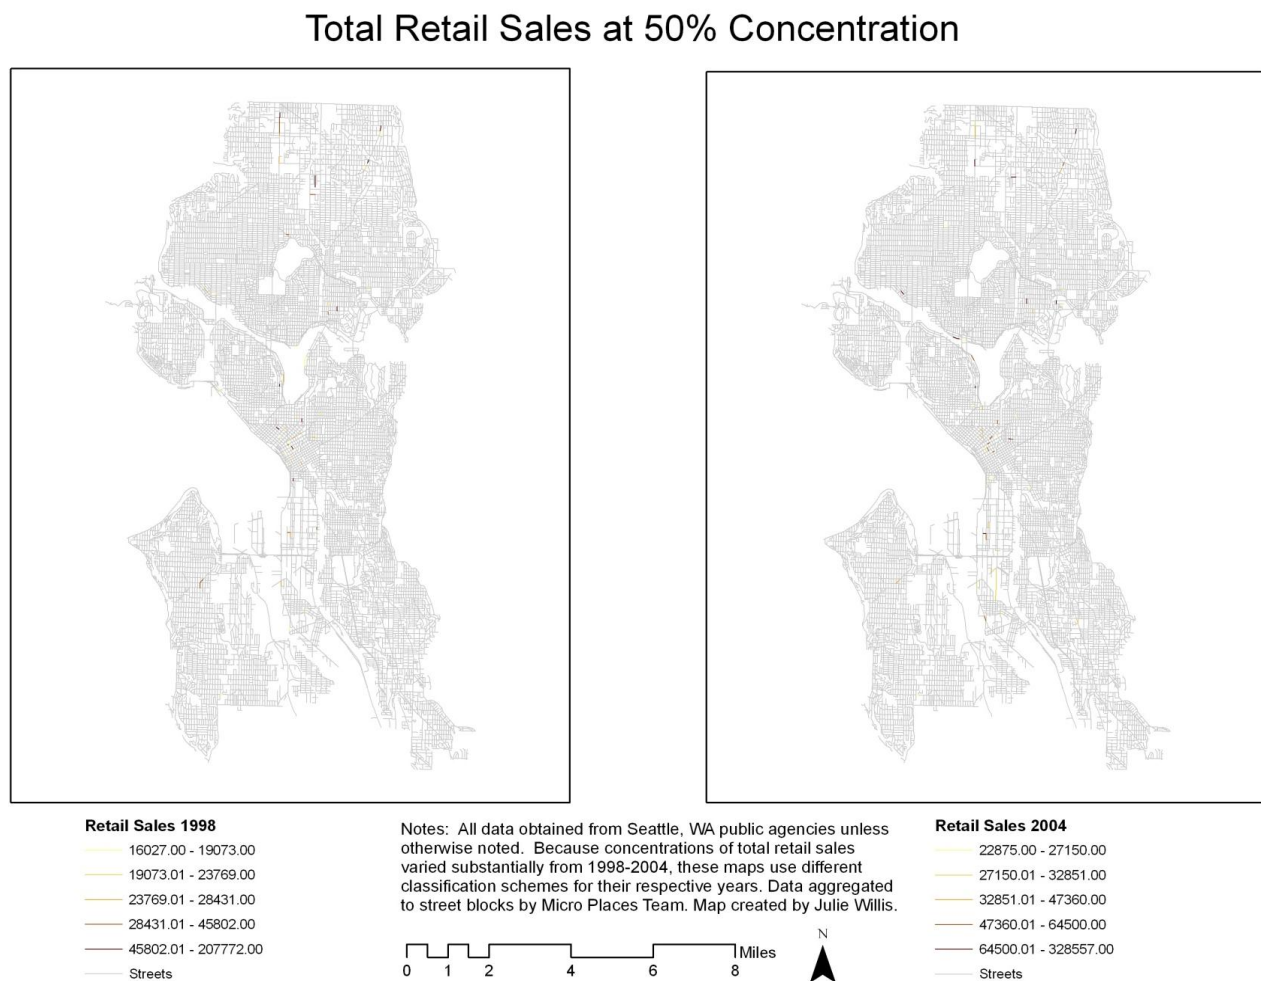 Total Retail Sales at 50% Concentration
Retail Sales 1998
16027.00 - 19073.00
19073.01 - 23769.00
23769.01 - 28431.00
28431.01 - 45802.00
45802.01 - 207772.00
Streets
Notes: All data obtained from Seattle, WA public agencies unless
otherwise noted. Because concentrations of total retail sales
varied substantially from 1998-2004, these maps use different
classification schemes for their respective years. Data aggregated
to street blocks by Micro Places Team. Map created by Julie Willis.
Miles
0 1 2 4 6 8
N
Retail Sales 2004
22875.00 - 27150.00
27150.01 - 32851.00
32851.01 - 47360.00
47360.01 - 64500.00
64500.01 - 328557.00
Streets